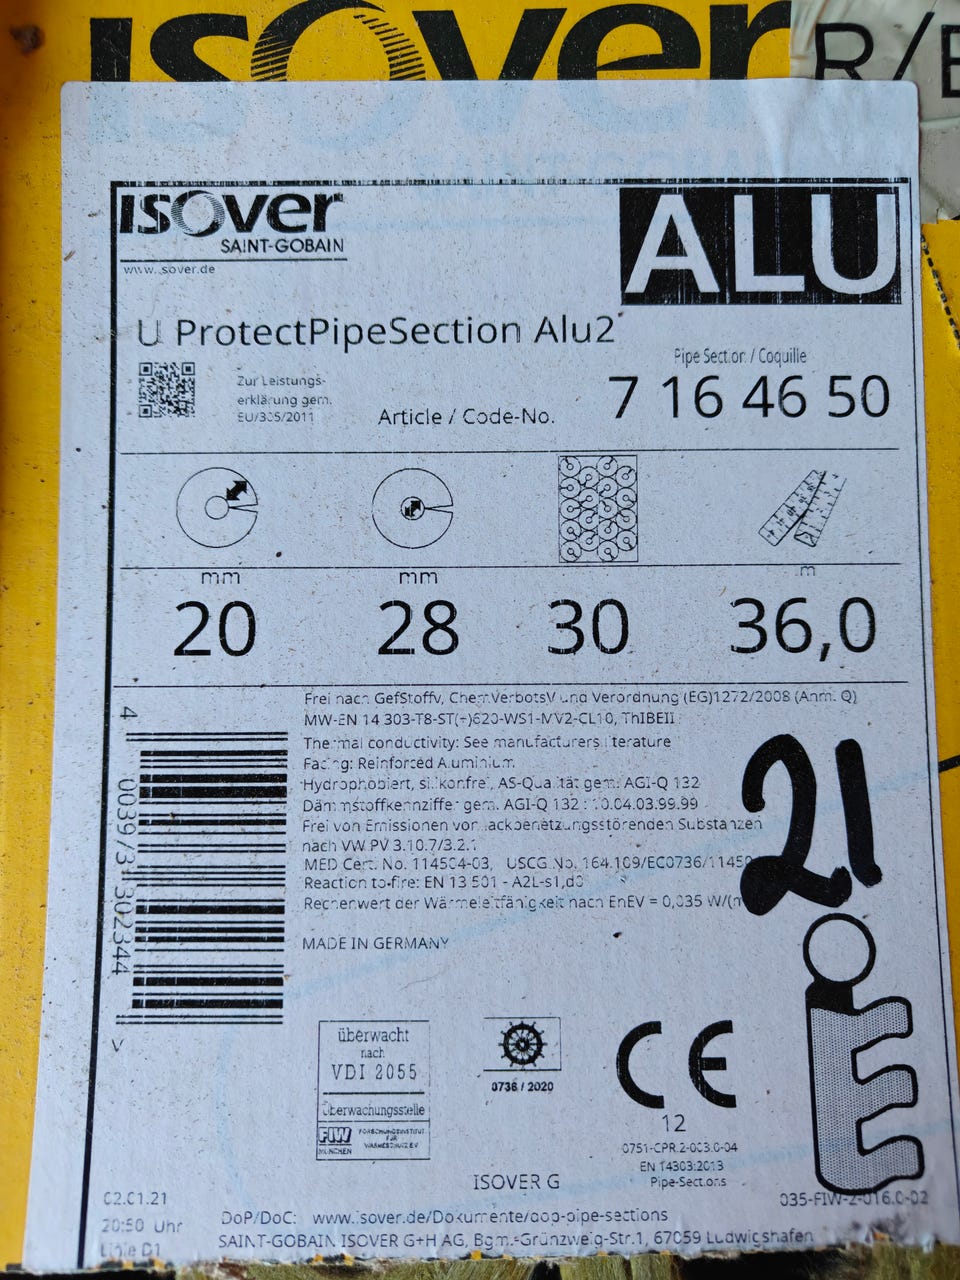 isover R/E
isover
SAINT-GOBAIN
www.isover.de
ALU
U ProtectPipeSection Alu2
Pipe Section / Coquille
Zur Leistungs-
erklärung gem.
EU/305/2011
Article / Code-No.
7 16 46 50
mm mm m
20 28 30 36,0
Frei nach GefStoffv, ChemVerbotsV und Verordnung (EG)1272/2008 (Anm. Q)
MW-EN 14 303-T8-ST(+)620-WS1-MV2-CL10, ThIBEII
Thermal conductivity: See manufacturers literature
Facing: Reinforced Aluminium
Hydrophobiert, silikonfrei, AS-Qualität gem. AGI-Q 132
Dämmstoffkennziffer gem. AGI-Q 132 : 10.04.03.99.99
Frei von Emissionen von lackbenetzungsstörenden Substanzen
nach VW PV 3.10.7/3.2.1
MED Cert. No. 114504-03, USCG No. 164.109/EC0736/11450
Reaction to-fire: EN 13 501 - A2L-s1,d0
Rechenwert der Wärmeleitfähigkeit nach EnEV = 0,035 W/(m
MADE IN GERMANY
4 0039/3 302344 >
21
E
überwacht
nach
VDI 2055
Überwachungsstelle
FIW
MÜNCHEN
FORSCHUNGSINSTITUT
FÜR
WÄRMESCHUTZ EV
0736 / 2020
CE
12
0751-CPR.2-003.0-04
EN 14303:2013
Pipe-Sections
ISOVER G
02.01.21
20:50 Uhr
Linie D1
035-FIW-2-016.0-02
DoP/DoC: www.isover.de/Dokumente/dop-pipe-sections
SAINT-GOBAIN ISOVER G+H AG, Bgm.-Grünzweig-Str.1, 67059 Ludwigshafen